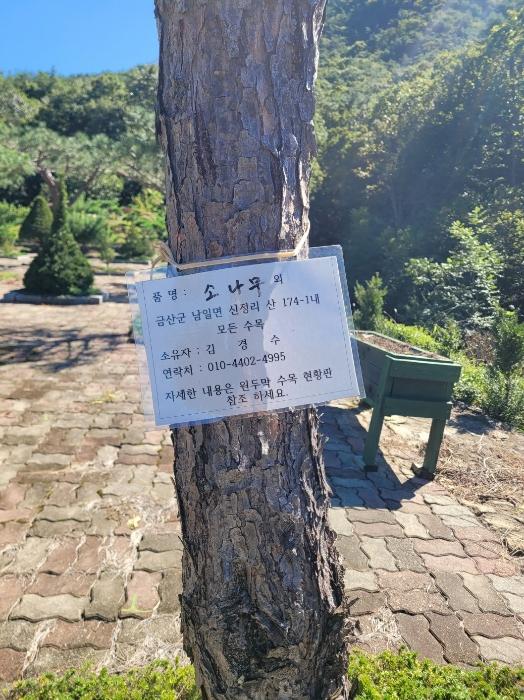 품 명 : 소나무 외
금산군 남일면 신정리 산 174-1내
모든 수목
소유자 : 김 경 수
연락처 : 010-4402-4995
자세한 내용은 원두막 수목 현황판
참조 하세요.